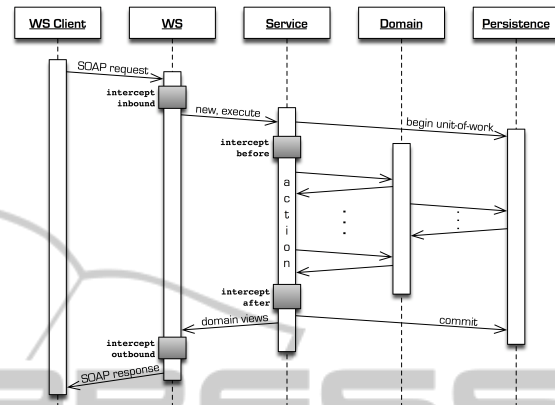 WS Client
WS
Service
Domain
Persistence
SOAP request
intercept
inbound
new, execute
begin unit-of-work
intercept
before
a
c
t
i
o
n
intercept
after
domain views
commit
intercept
outbound
SOAP response